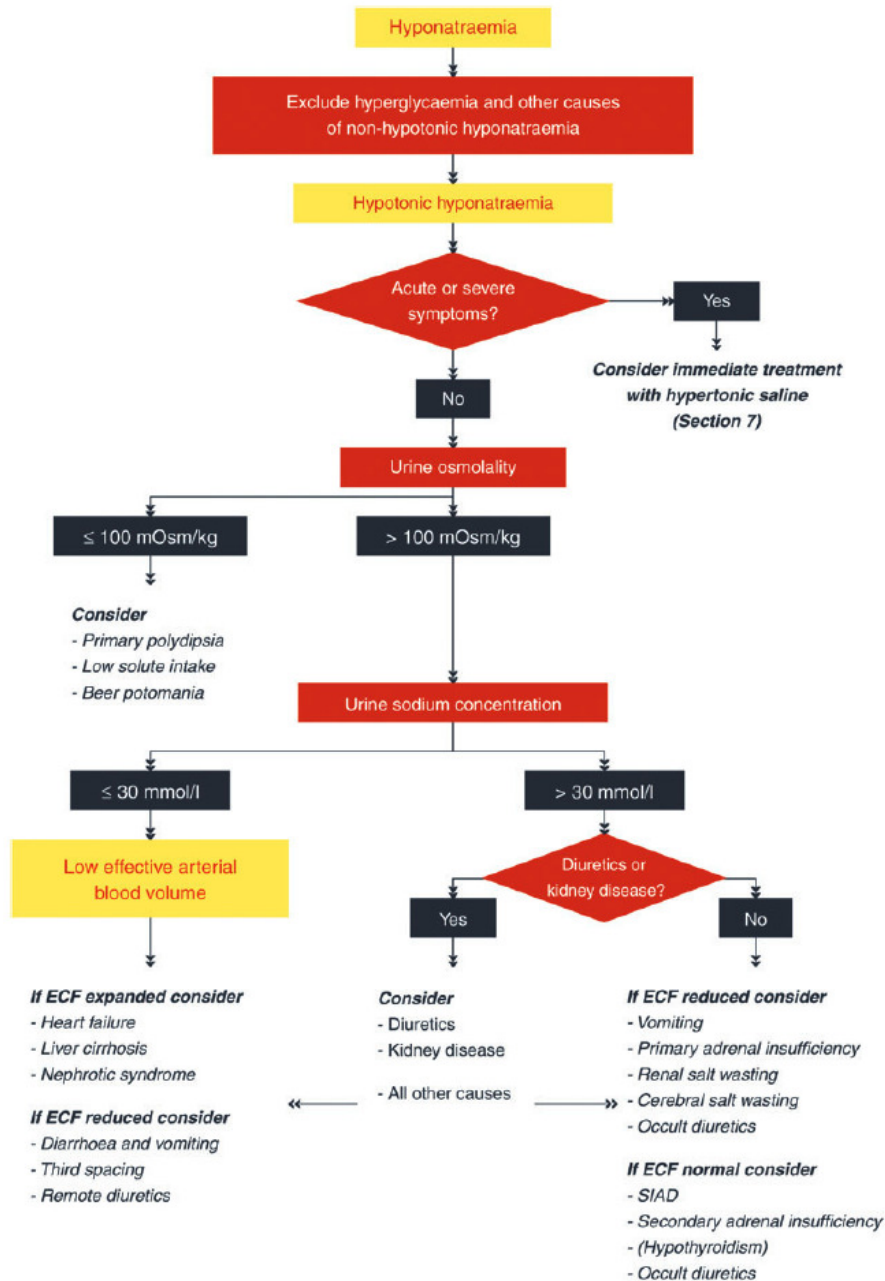 Hyponatraemia
Exclude hyperglycaemia and other causes
of non-hypotonic hyponatraemia
Hypotonic hyponatraemia
Acute or severe
symptoms?
Yes
Consider immediate treatment
with hypertonic saline
(Section 7)
No
Urine osmolality
≤ 100 mOsm/kg
> 100 mOsm/kg
Consider
- Primary polydipsia
- Low solute intake
- Beer potomania
Urine sodium concentration
≤ 30 mmol/l
> 30 mmol/l
Low effective arterial
blood volume
Diuretics or
kidney disease?
Yes
No
If ECF expanded consider
- Heart failure
- Liver cirrhosis
- Nephrotic syndrome
If ECF reduced consider
- Diarrhoea and vomiting
- Third spacing
- Remote diuretics
Consider
- Diuretics
- Kidney disease
- All other causes
If ECF reduced consider
- Vomiting
- Primary adrenal insufficiency
- Renal salt wasting
- Cerebral salt wasting
- Occult diuretics
If ECF normal consider
- SIAD
- Secondary adrenal insufficiency
- (Hypothyroidism)
- Occult diuretics